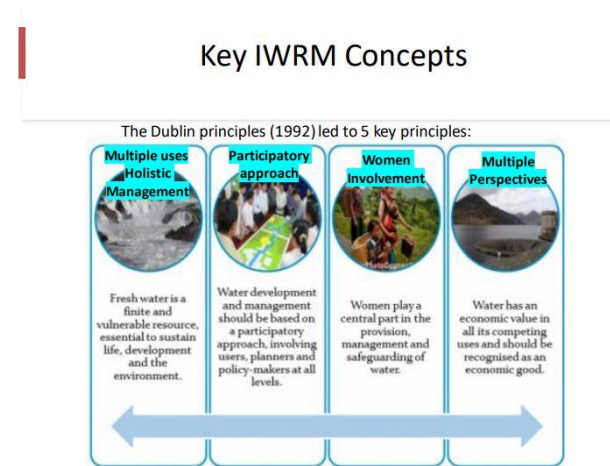 Key IWRM Concepts
The Dublin principles (1992) led to 5 key principles:
Multiple uses
Holistic
Management
Fresh water is a
finite and
vulnerable resource,
essential to sustain
life, development
and the
environment.
Participatory
approach
Water development
and management
should be based on
a participatory
approach, involving
users, planners and
policy-makers at all
levels.
Women
Involvement
Women play a
central part in the
provision,
management and
safeguarding of
water.
Multiple
Perspectives
Water has an
economic value in
all its competing
uses and should be
recognised as an
economic good.